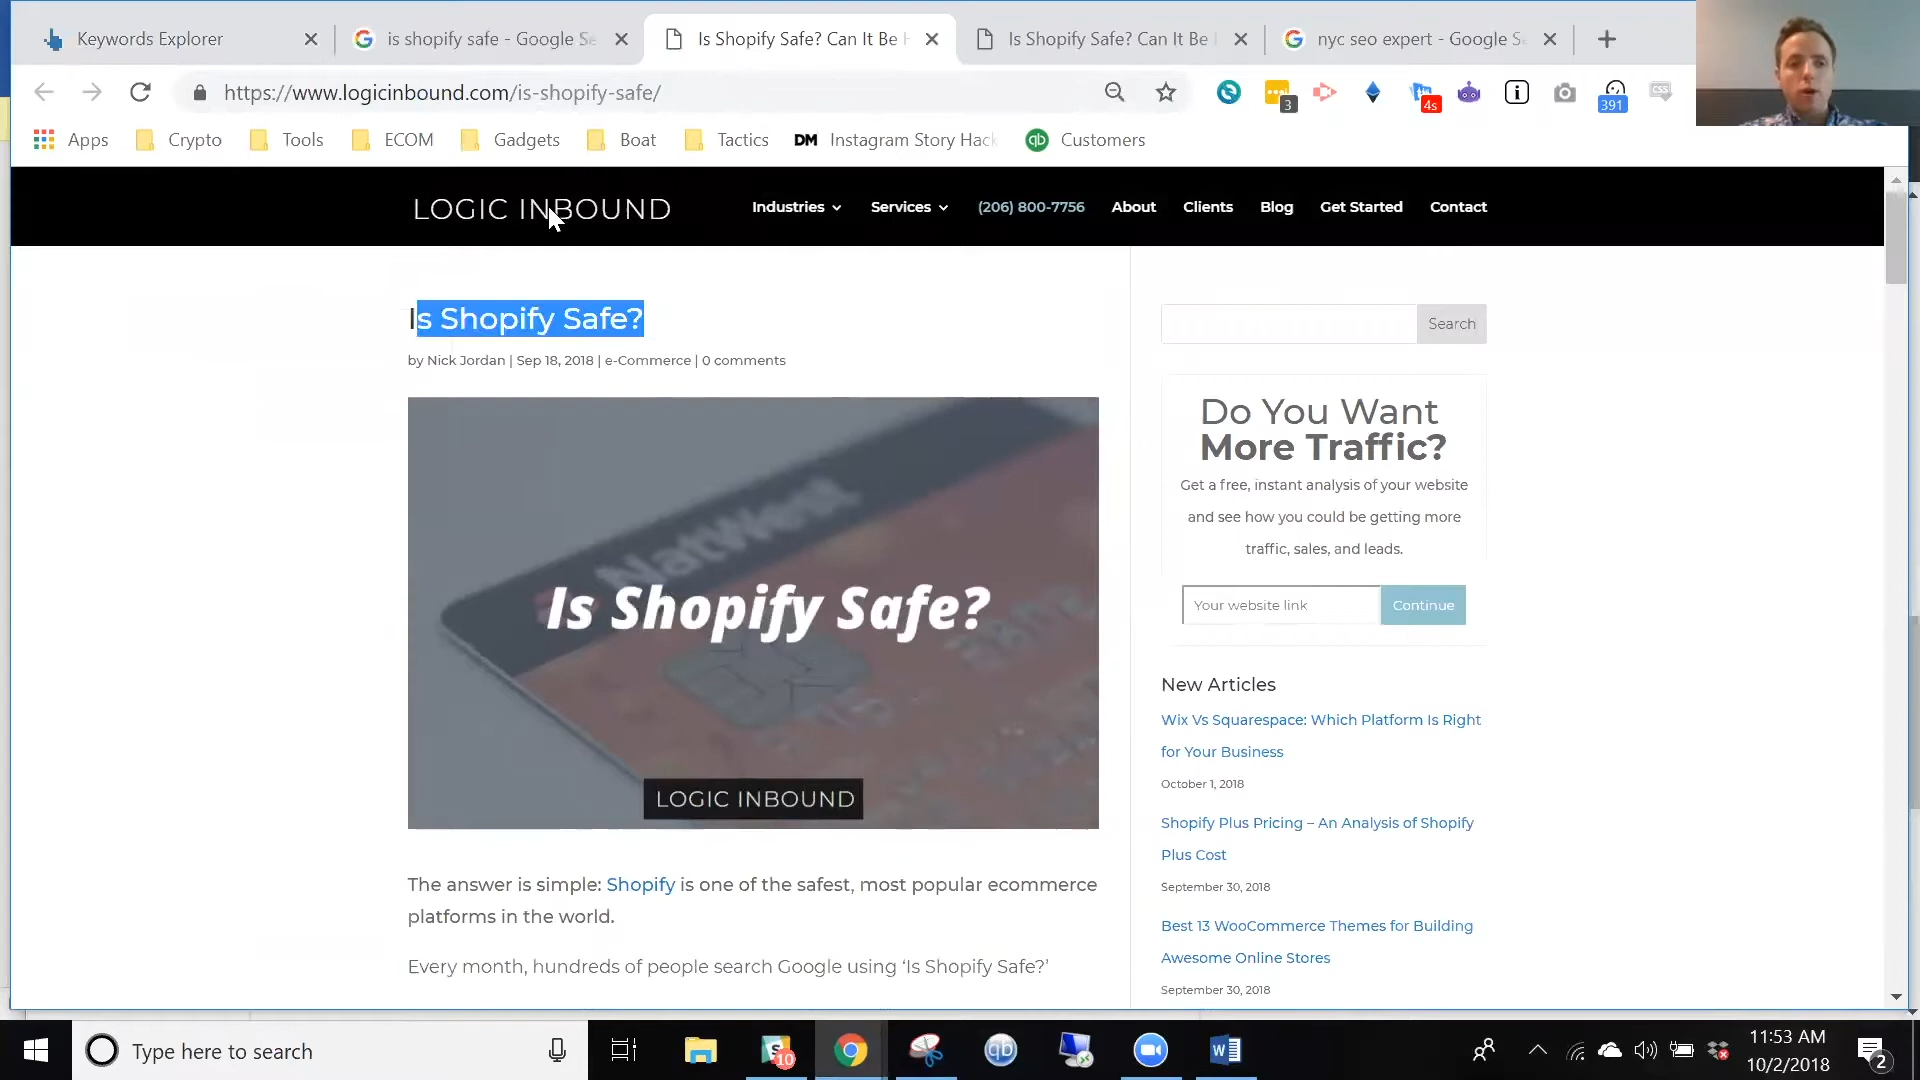 Keywords Explorer
is shopify safe - Google Se
Is Shopify Safe? Can It Be H
Is Shopify Safe? Can It Be
nyc seo expert - Google S
https://www.logicinbound.com/is-shopify-safe/
3
4s
391
CSS
Apps
Crypto
Tools
ECOM
Gadgets
Boat
Tactics
DM Instagram Story Hack
qb Customers
LOGIC INBOUND
Industries
Services
(206) 800-7756
About
Clients
Blog
Get Started
Contact
Is Shopify Safe?
by Nick Jordan | Sep 18, 2018 | e-Commerce | 0 comments
NatWest
Is Shopify Safe?
LOGIC INBOUND
The answer is simple: Shopify is one of the safest, most popular ecommerce
platforms in the world.
Every month, hundreds of people search Google using ‘Is Shopify Safe?’
Search
Do You Want
More Traffic?
Get a free, instant analysis of your website
and see how you could be getting more
traffic, sales, and leads.
Your website link
Continue
New Articles
Wix Vs Squarespace: Which Platform Is Right
for Your Business
October 1, 2018
Shopify Plus Pricing – An Analysis of Shopify
Plus Cost
September 30, 2018
Best 13 WooCommerce Themes for Building
Awesome Online Stores
September 30, 2018
Type here to search
S
10
qb
W
11:53 AM
10/2/2018
2